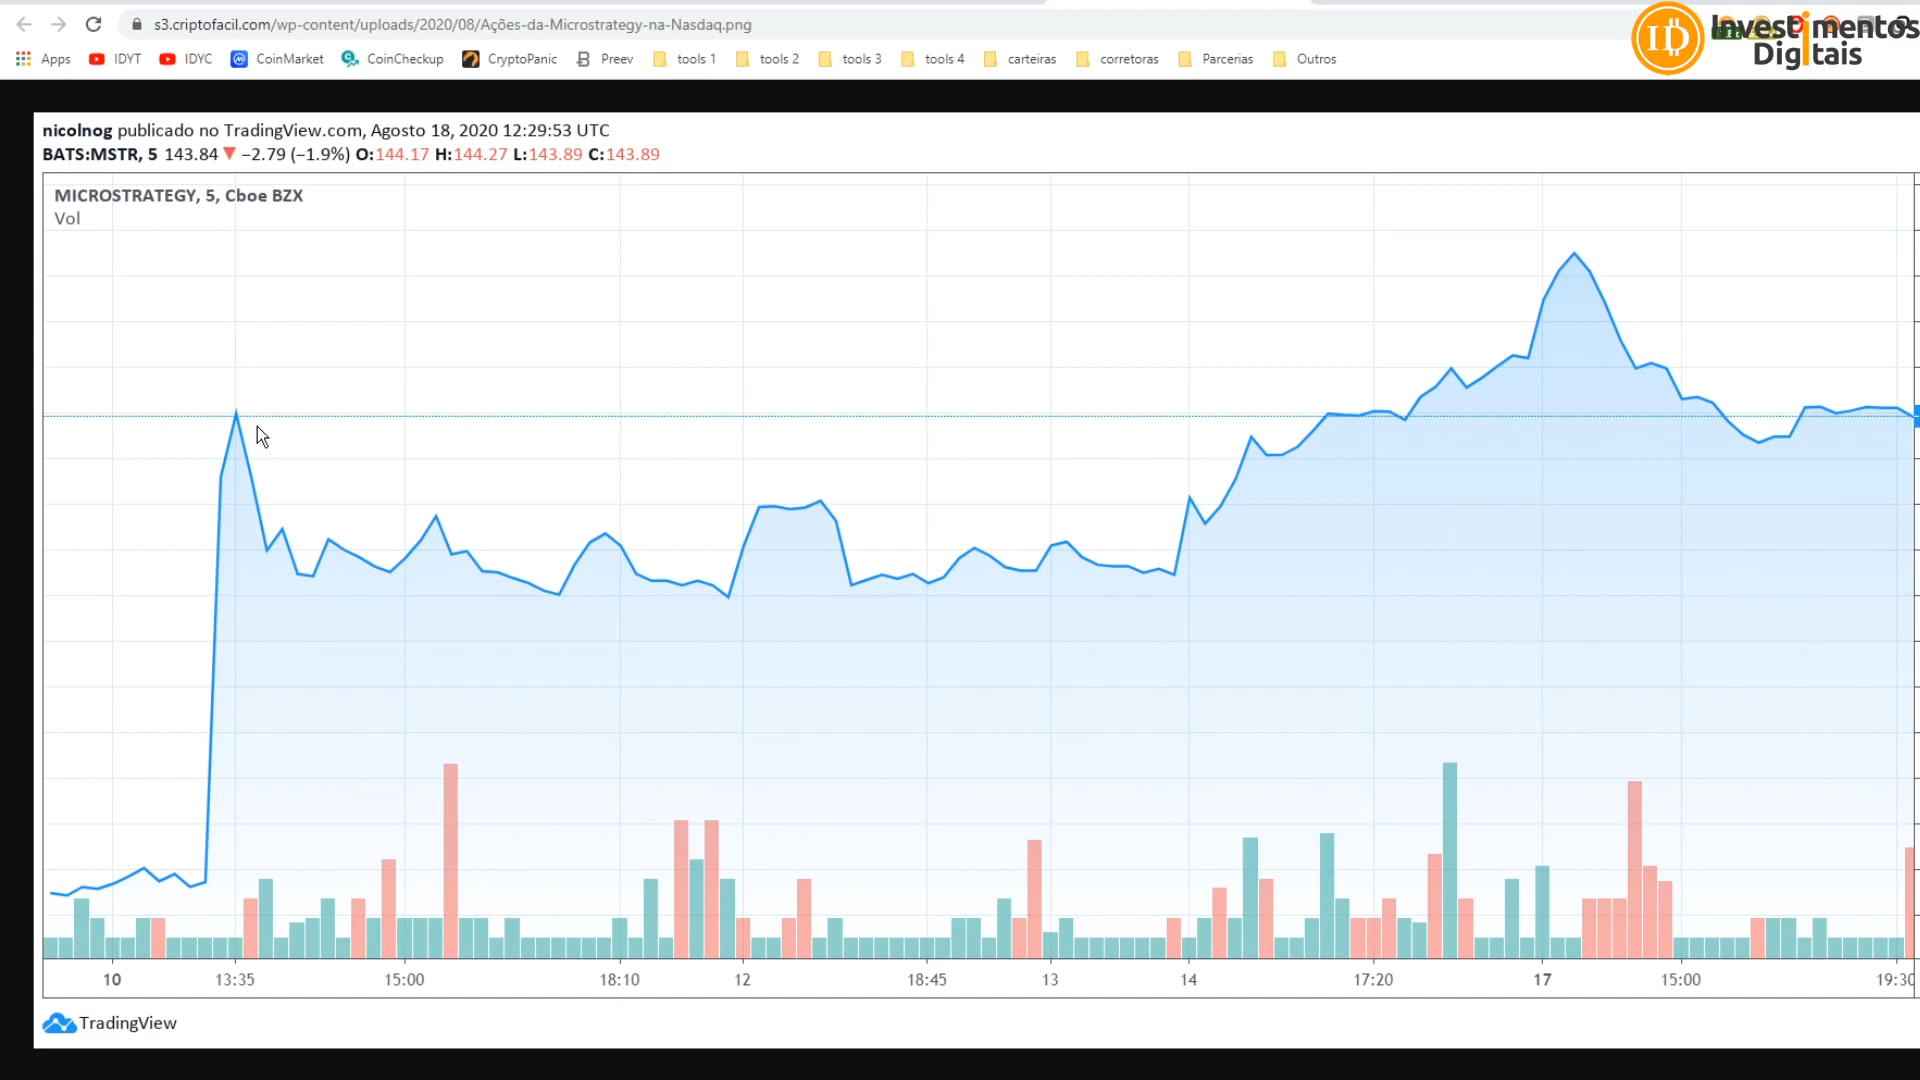 s3.criptofacil.com/wp-content/uploads/2020/08/Ações-da-Microstrategy-na-Nasdaq.png
Investimentos
Digitais
ID
Apps IDYT IDYC CoinMarket CoinCheckup CryptoPanic Preev tools 1 tools 2 tools 3 tools 4 carteiras corretoras Parcerias Outros
nicolnog publicado no TradingView.com, Agosto 18, 2020 12:29:53 UTC
BATS:MSTR, 5 143.84 ▼ −2.79 (−1.9%) O:144.17 H:144.27 L:143.89 C:143.89
MICROSTRATEGY, 5, Cboe BZX
Vol
10 13:35 15:00 18:10 12 18:45 13 14 17:20 17 15:00 19:30
TradingView